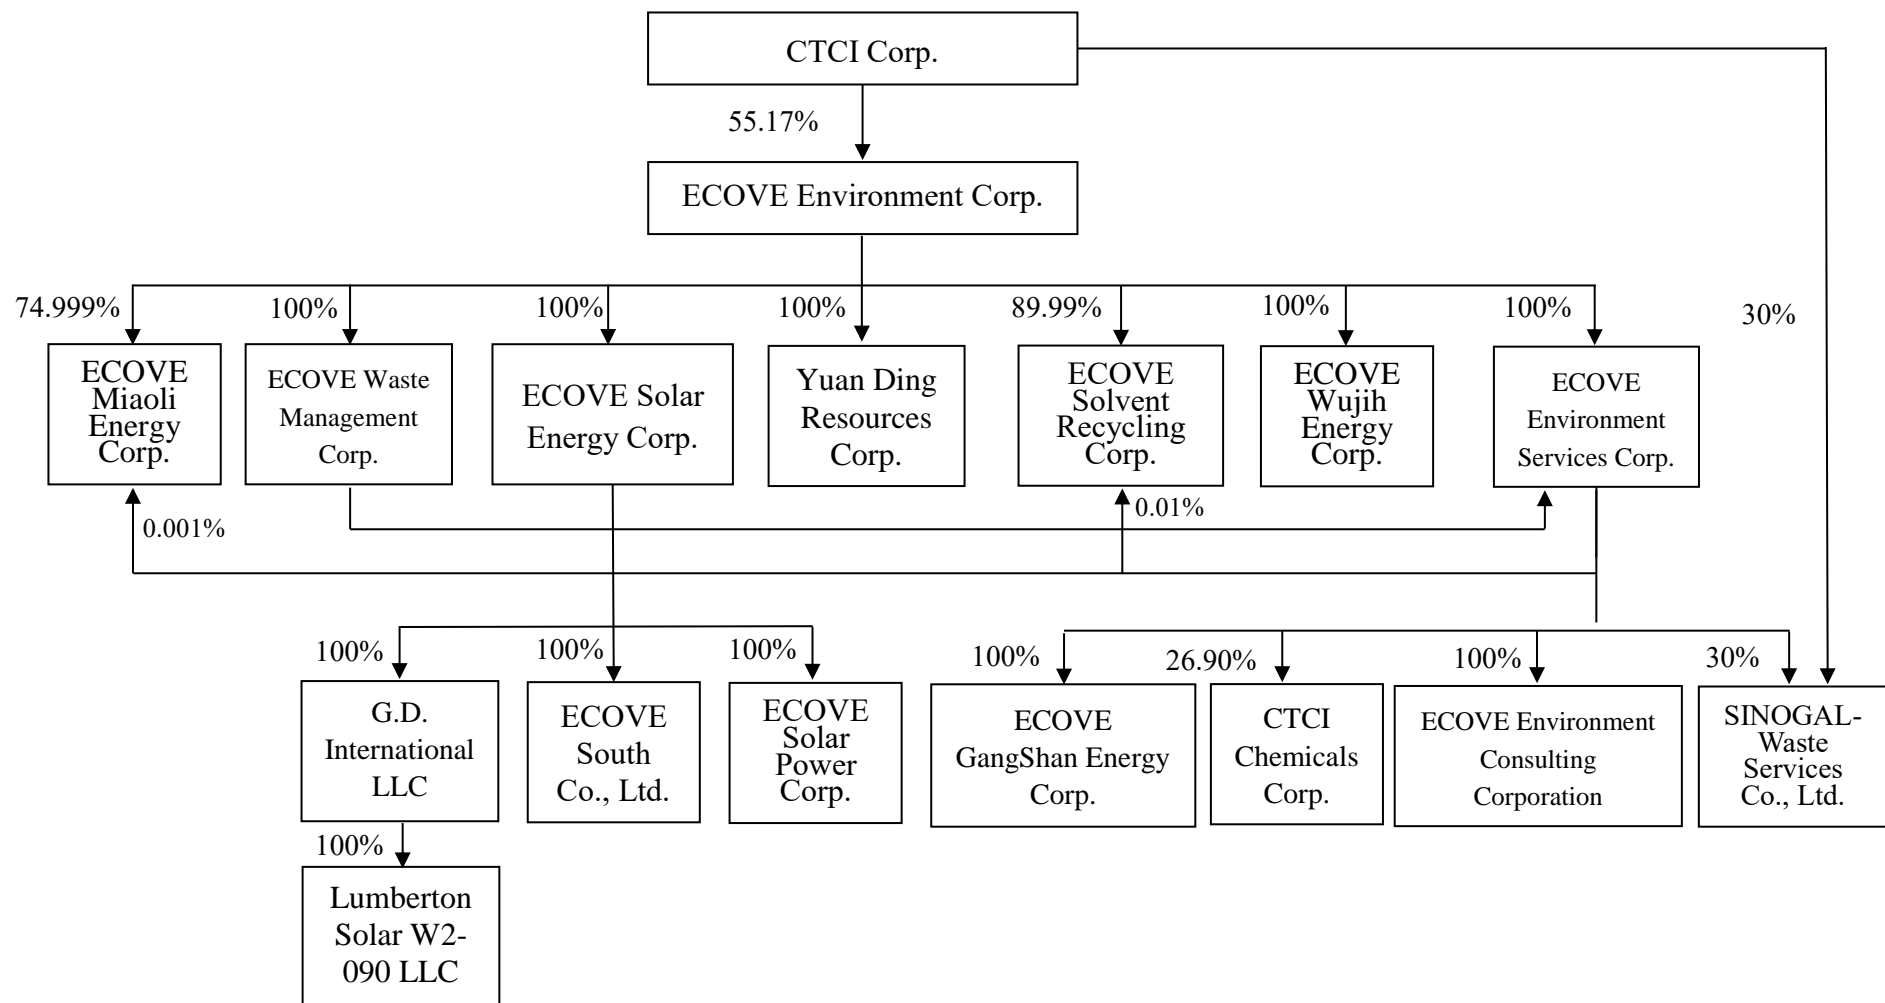 CTCI Corp.
55.17%
ECOVE Environment Corp.
74.999%
100%
100%
100%
89.99%
100%
100%
30%
ECOVE
Miaoli
Energy
Corp.
ECOVE Waste
Management
Corp.
ECOVE Solar
Energy Corp.
Yuan Ding
Resources
Corp.
ECOVE
Solvent
Recycling
Corp.
ECOVE
Wujih
Energy
Corp.
ECOVE
Environment
Services Corp.
0.001%
0.01%
100%
100%
100%
100%
26.90%
100%
30%
G.D.
International
LLC
ECOVE
South
Co., Ltd.
ECOVE
Solar
Power
Corp.
ECOVE
GangShan Energy
Corp.
CTCI
Chemicals
Corp.
ECOVE Environment
Consulting
Corporation
SINOGAL-
Waste
Services
Co., Ltd.
100%
Lumberton
Solar W2-
090 LLC